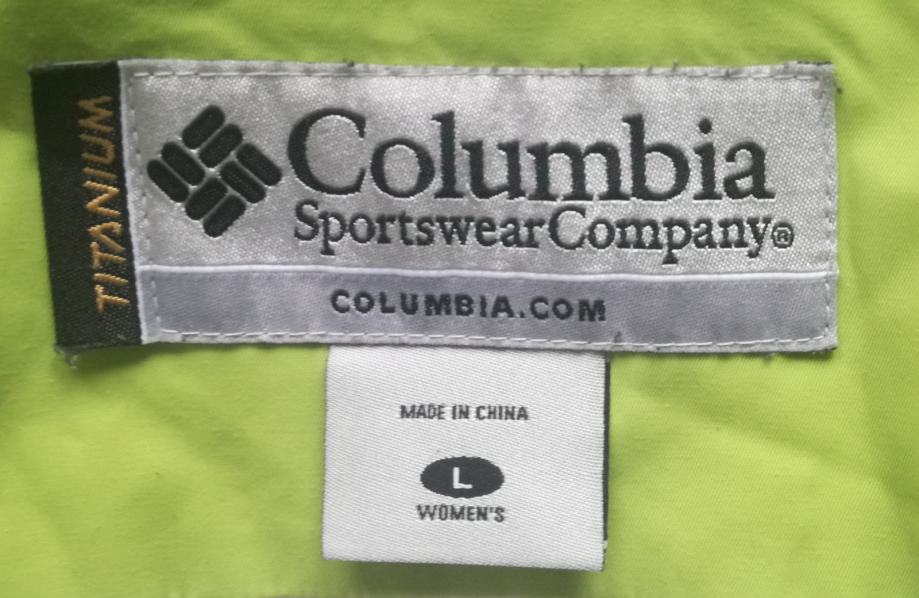 TITANIUM
Columbia
Sportswear Company®
COLUMBIA.COM
MADE IN CHINA
L
WOMEN'S